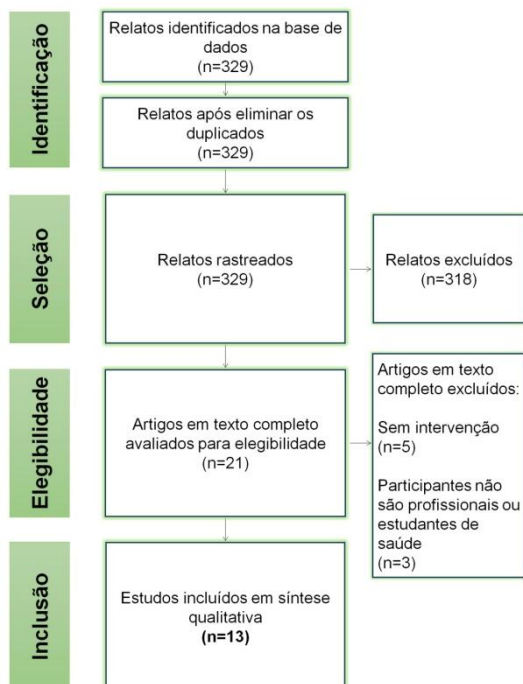 Identificação
Relatos identificados na base de
dados
(n=329)
Relatos após eliminar os
duplicados
(n=329)
Seleção
Relatos rastreados
(n=329)
Relatos excluídos
(n=318)
Elegibilidade
Artigos em texto
completo
avaliados para elegibilidade
(n=21)
Artigos em texto
completo excluídos:
Sem intervenção
(n=5)
Participantes não
são profissionais ou
estudantes de
saúde
(n=3)
Inclusão
Estudos incluídos em síntese
qualitativa
(n=13)